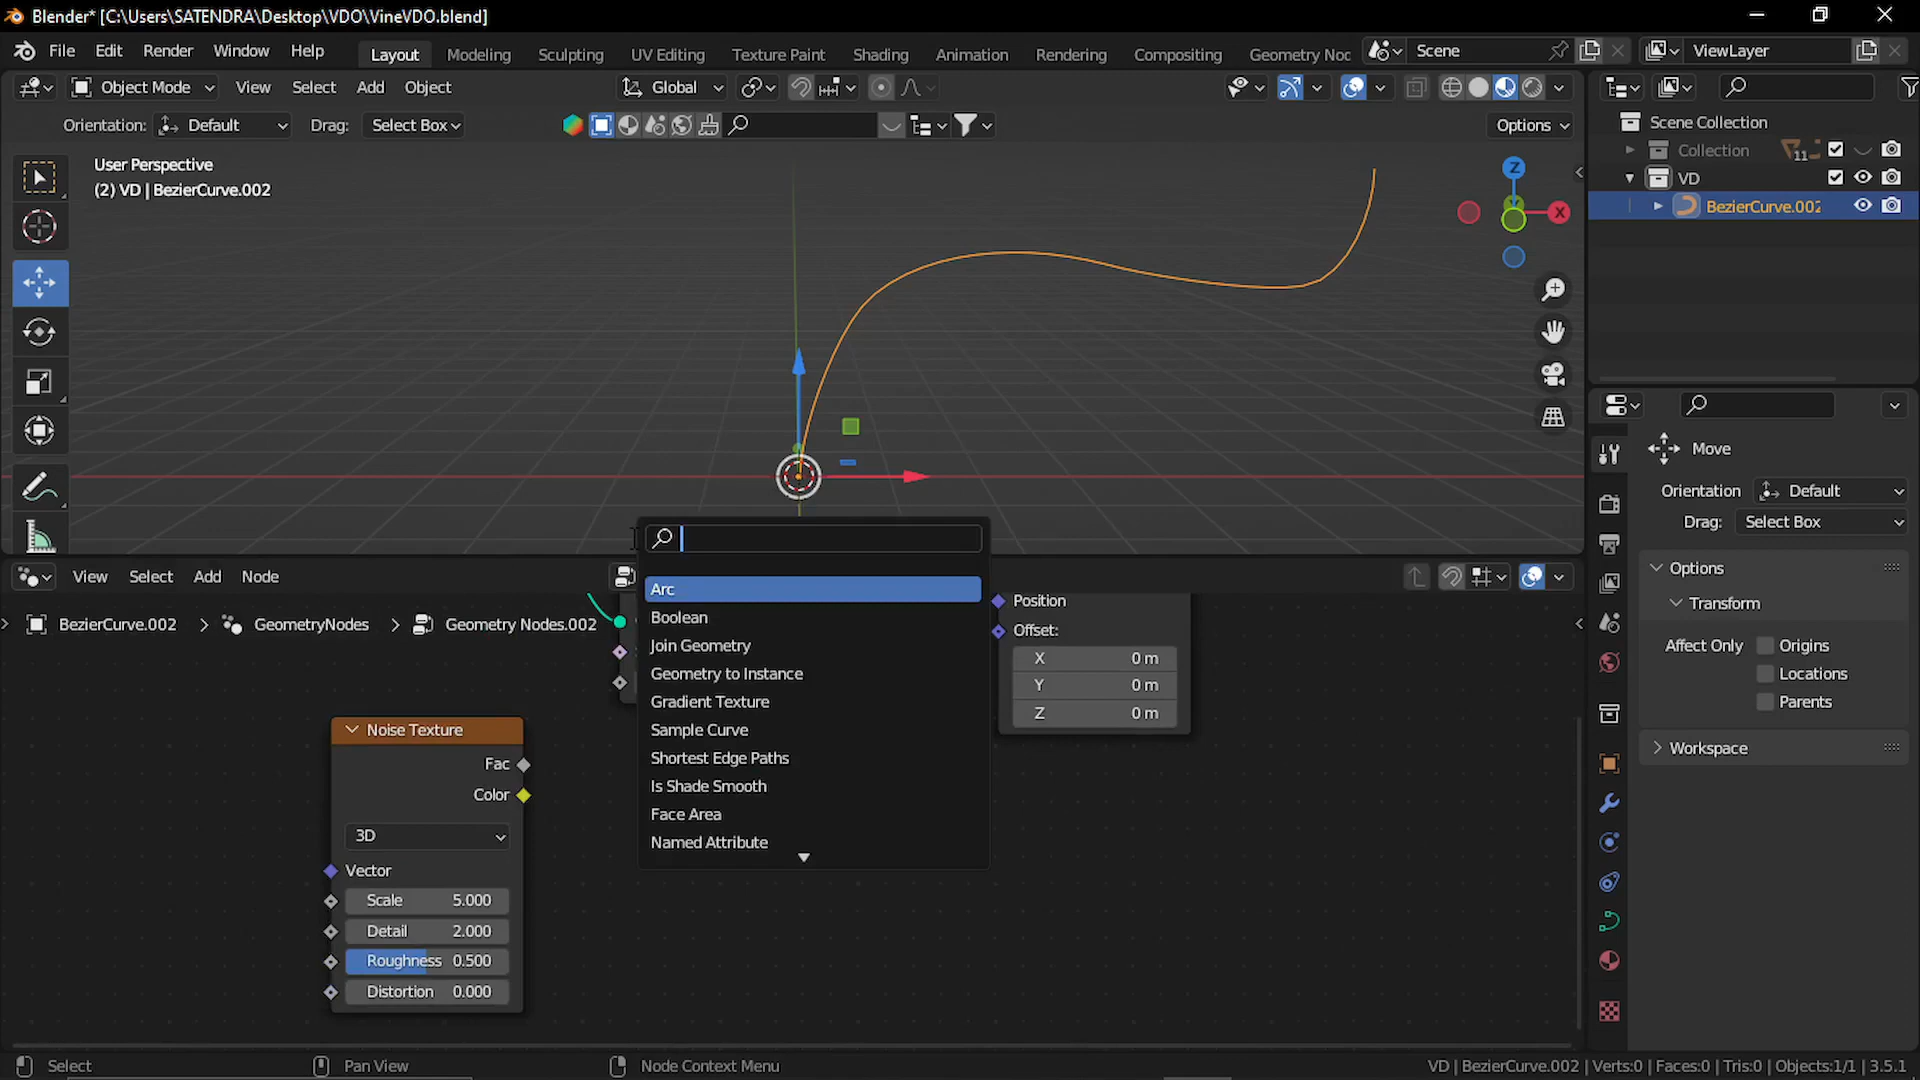 Blender* [C:\Users\SATENDRA\Desktop\VDO\VineVDO.blend]
File Edit Render Window Help Layout Modeling Sculpting UV Editing Texture Paint Shading Animation Rendering Compositing Geometry Noc Scene ViewLayer
Object Mode View Select Add Object Global
Orientation: Default Drag: Select Box Options
User Perspective
(2) VD | BezierCurve.002
Z
X
Scene Collection
Collection 11
VD
BezierCurve.002
Move
Orientation Default
Drag: Select Box
Options
Transform
Affect Only Origins
Locations
Parents
Workspace
View Select Add Node
BezierCurve.002 > GeometryNodes > Geometry Nodes.002
Arc
Boolean
Join Geometry
Geometry to Instance
Gradient Texture
Sample Curve
Shortest Edge Paths
Is Shade Smooth
Face Area
Named Attribute
Position
Offset:
X 0 m
Y 0 m
Z 0 m
Noise Texture
Fac
Color
3D
Vector
Scale 5.000
Detail 2.000
Roughness 0.500
Distortion 0.000
Select Pan View Node Context Menu VD | BezierCurve.002 | Verts:0 | Faces:0 | Tris:0 | Objects:1/1 | 3.5.1